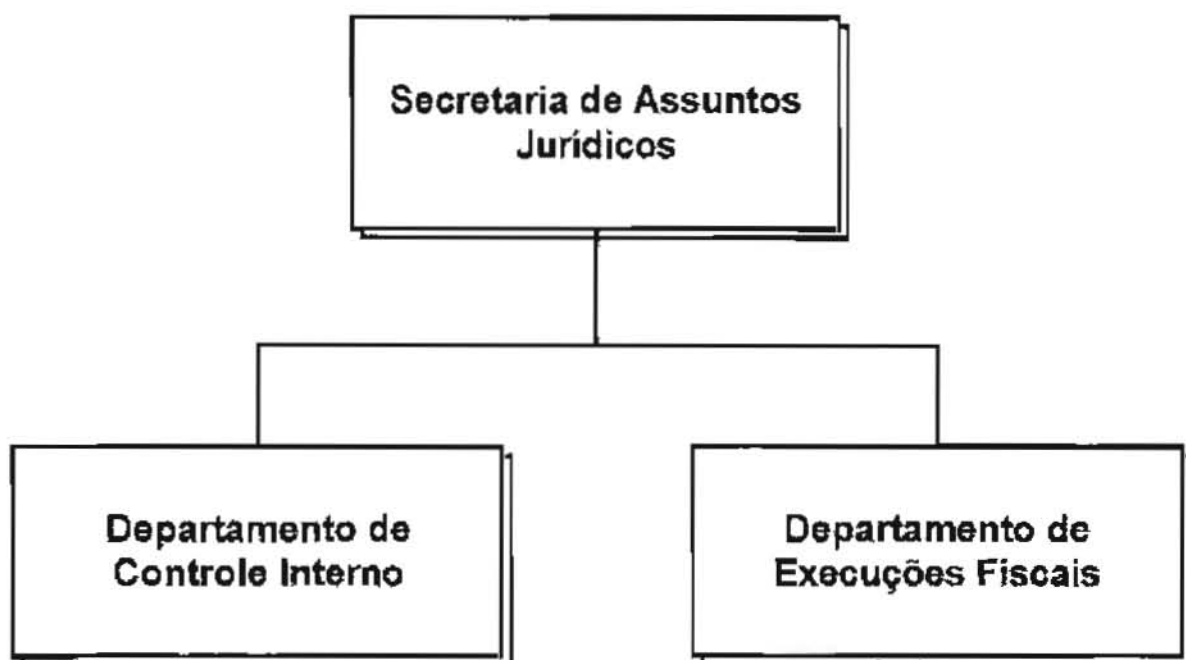 Secretaria de Assuntos
Jurídicos
Departamento de
Controle Interno
Departamento de
Execuções Fiscais